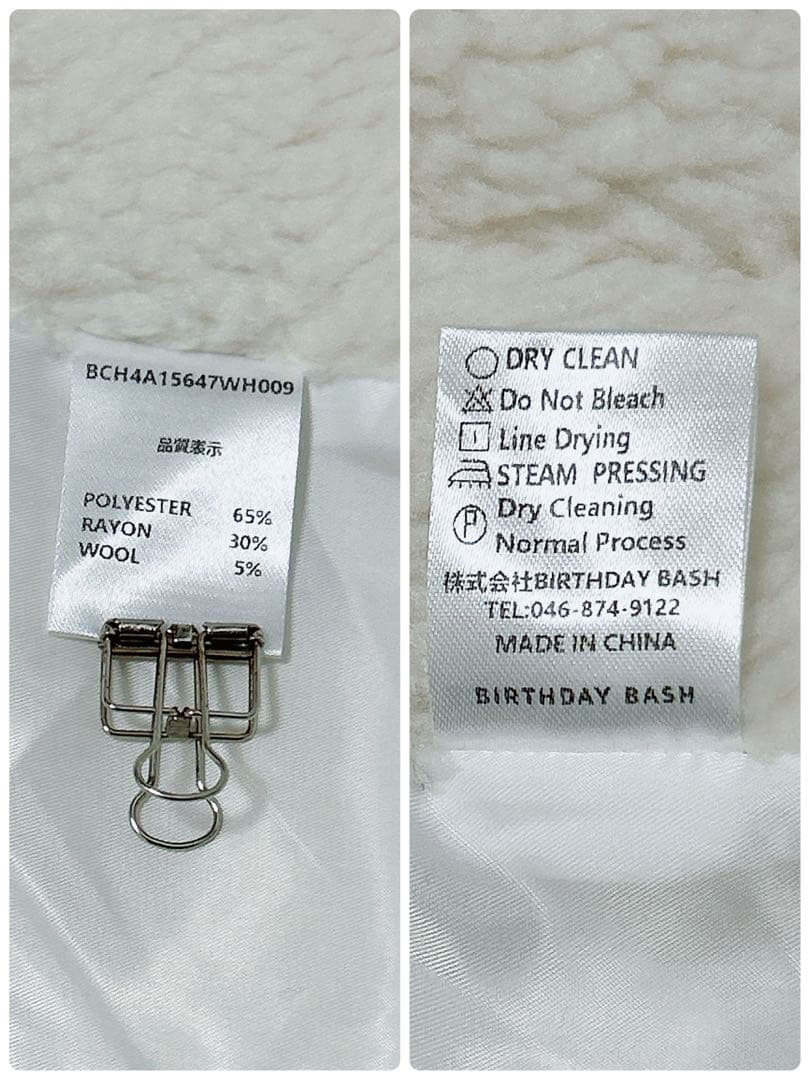 BCH4A15647WH009
品質表示
POLYESTER 65%
RAYON 30%
WOOL 5%
DRY CLEAN
Do Not Bleach
Line Drying
STEAM PRESSING
P Dry Cleaning
Normal Process
株式会社BIRTHDAY BASH
TEL:046-874-9122
MADE IN CHINA
BIRTHDAY BASH